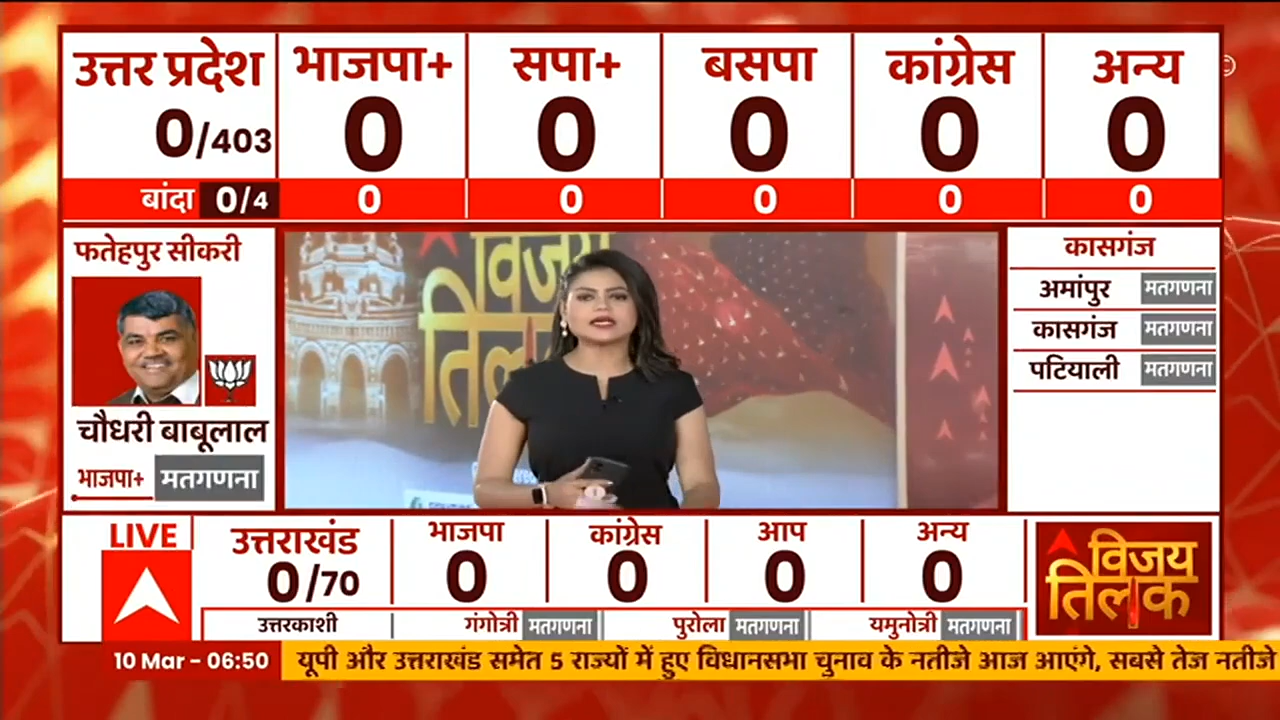 उत्तर प्रदेश भाजपा+ सपा+ बसपा कांग्रेस अन्य
0/403 0 0 0 0 0
बांदा 0/4 0 0 0 0 0
फतेहपुर सीकरी
चौधरी बाबूलाल
भाजपा+ मतगणना
विजय
तिलक
कासगंज
अमांपुर मतगणना
कासगंज मतगणना
पटियाली मतगणना
LIVE
उत्तराखंड भाजपा कांग्रेस आप अन्य
0/70 0 0 0 0
उत्तरकाशी गंगोत्री मतगणना पुरोला मतगणना यमुनोत्री मतगणना
विजय
तिलक
10 Mar - 06:50 यूपी और उत्तराखंड समेत 5 राज्यों में हुए विधानसभा चुनाव के नतीजे आज आएंगे, सबसे तेज नतीजे